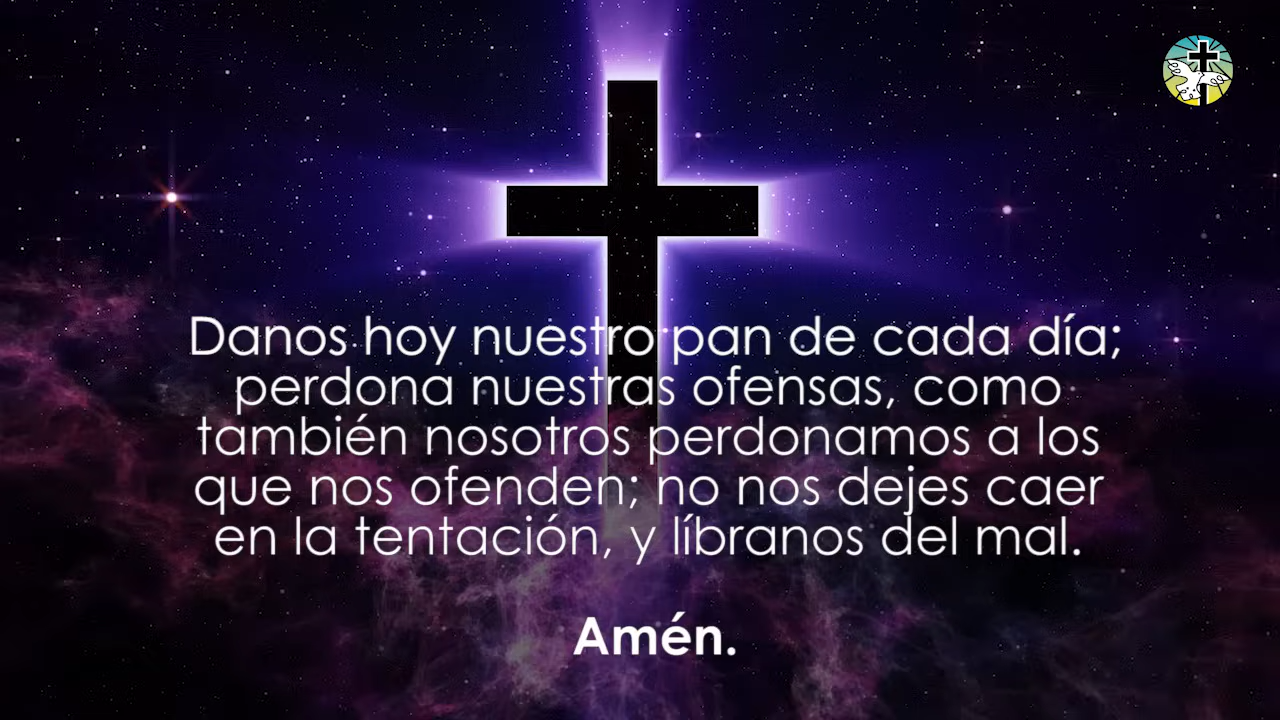 Danos hoy nuestro pan de cada día;
perdona nuestras ofensas, como
también nosotros perdonamos a los
que nos ofenden; no nos dejes caer
en la tentación, y líbranos del mal.
Amén.